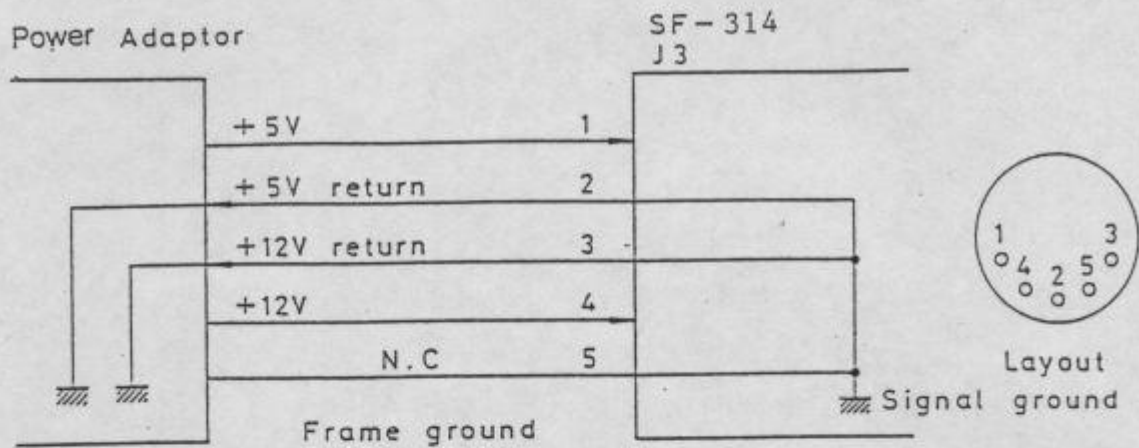 Power Adaptor
SF-314
J3
+5V 1
+5V return 2
+12V return 3
+12V 4
N.C 5
Frame ground
Signal ground
1 3
4 5
2
Layout